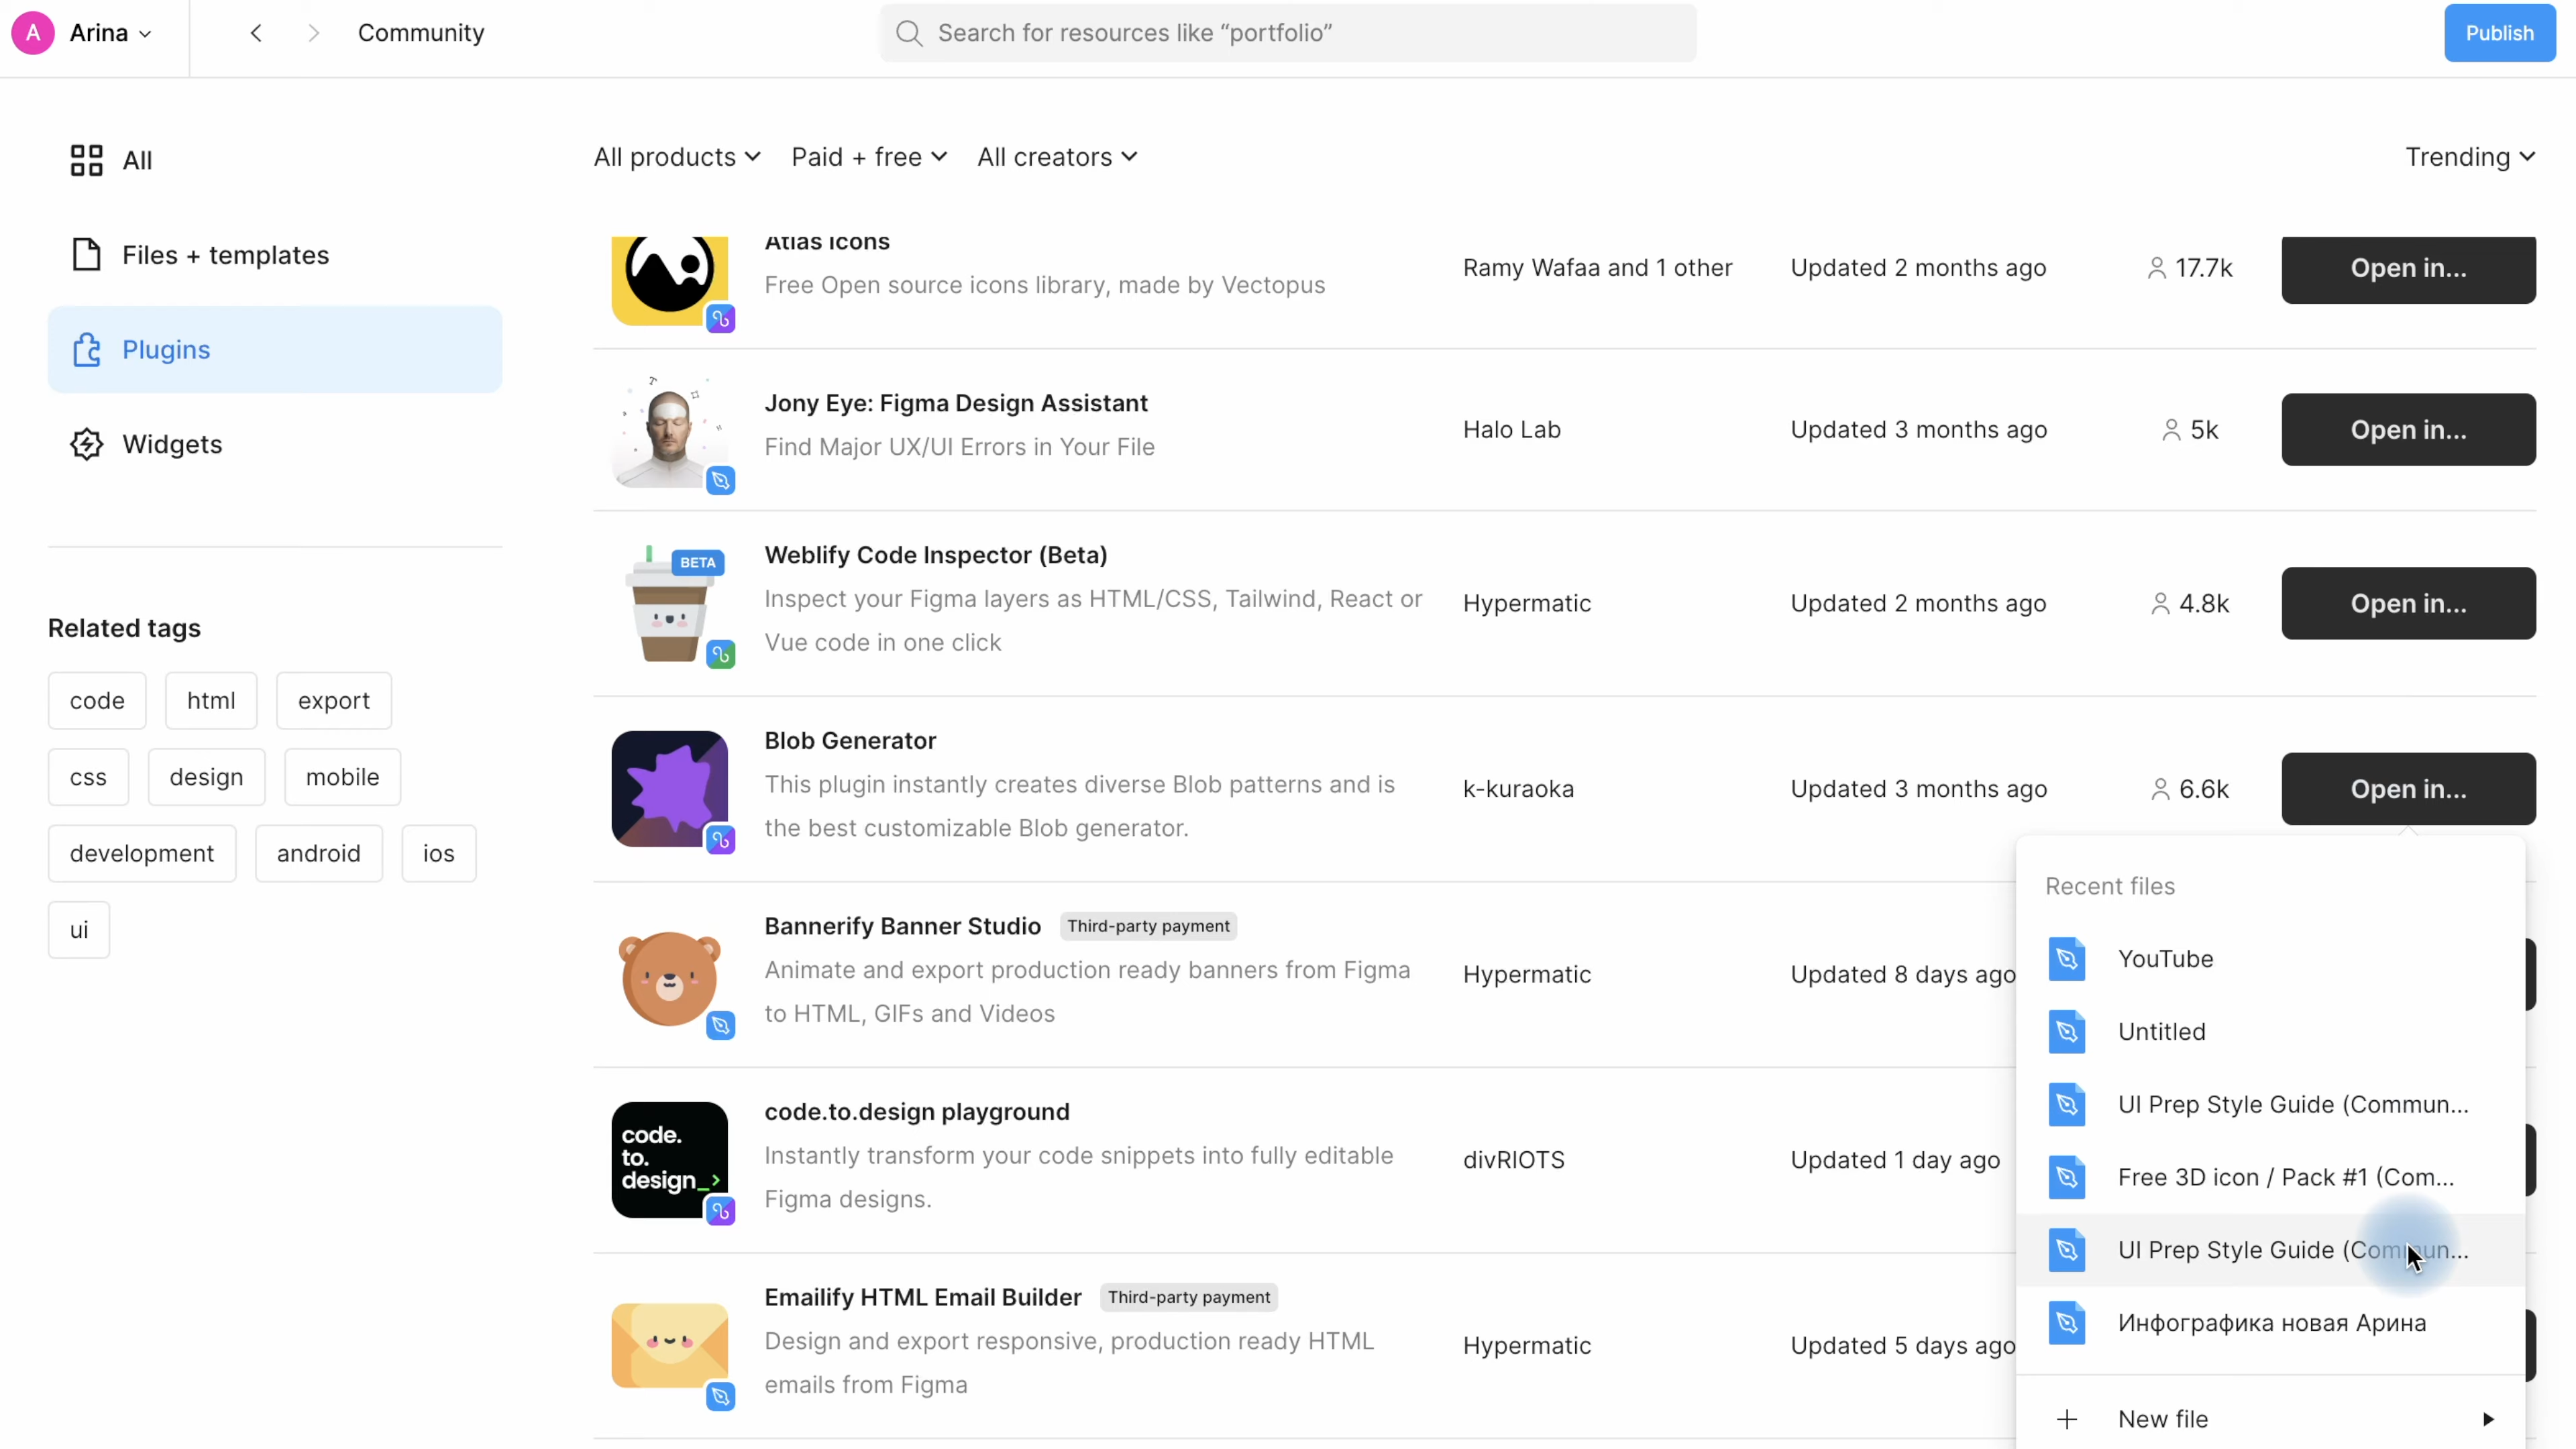 A
Arina
Community
Search for resources like “portfolio”
Publish
All
Files + templates
Plugins
Widgets
Related tags
code
html
export
css
design
mobile
development
android
ios
ui
All products
Paid + free
All creators
Trending
Atlas Icons
Free Open source icons library, made by Vectopus
Ramy Wafaa and 1 other
Updated 2 months ago
17.7k
Open in...
Jony Eye: Figma Design Assistant
Find Major UX/UI Errors in Your File
Halo Lab
Updated 3 months ago
5k
Open in...
BETA
Weblify Code Inspector (Beta)
Inspect your Figma layers as HTML/CSS, Tailwind, React or
Vue code in one click
Hypermatic
Updated 2 months ago
4.8k
Open in...
Blob Generator
This plugin instantly creates diverse Blob patterns and is
the best customizable Blob generator.
k-kuraoka
Updated 3 months ago
6.6k
Open in...
Bannerify Banner Studio
Third-party payment
Animate and export production ready banners from Figma
to HTML, GIFs and Videos
Hypermatic
Updated 8 days ago
code.
to.
design_>
code.to.design playground
Instantly transform your code snippets into fully editable
Figma designs.
divRIOTS
Updated 1 day ago
Emailify HTML Email Builder
Third-party payment
Design and export responsive, production ready HTML
emails from Figma
Hypermatic
Updated 5 days ago
Recent files
YouTube
Untitled
UI Prep Style Guide (Commun...
Free 3D icon / Pack #1 (Com...
UI Prep Style Guide (Commun...
Инфографика новая Арина
New file